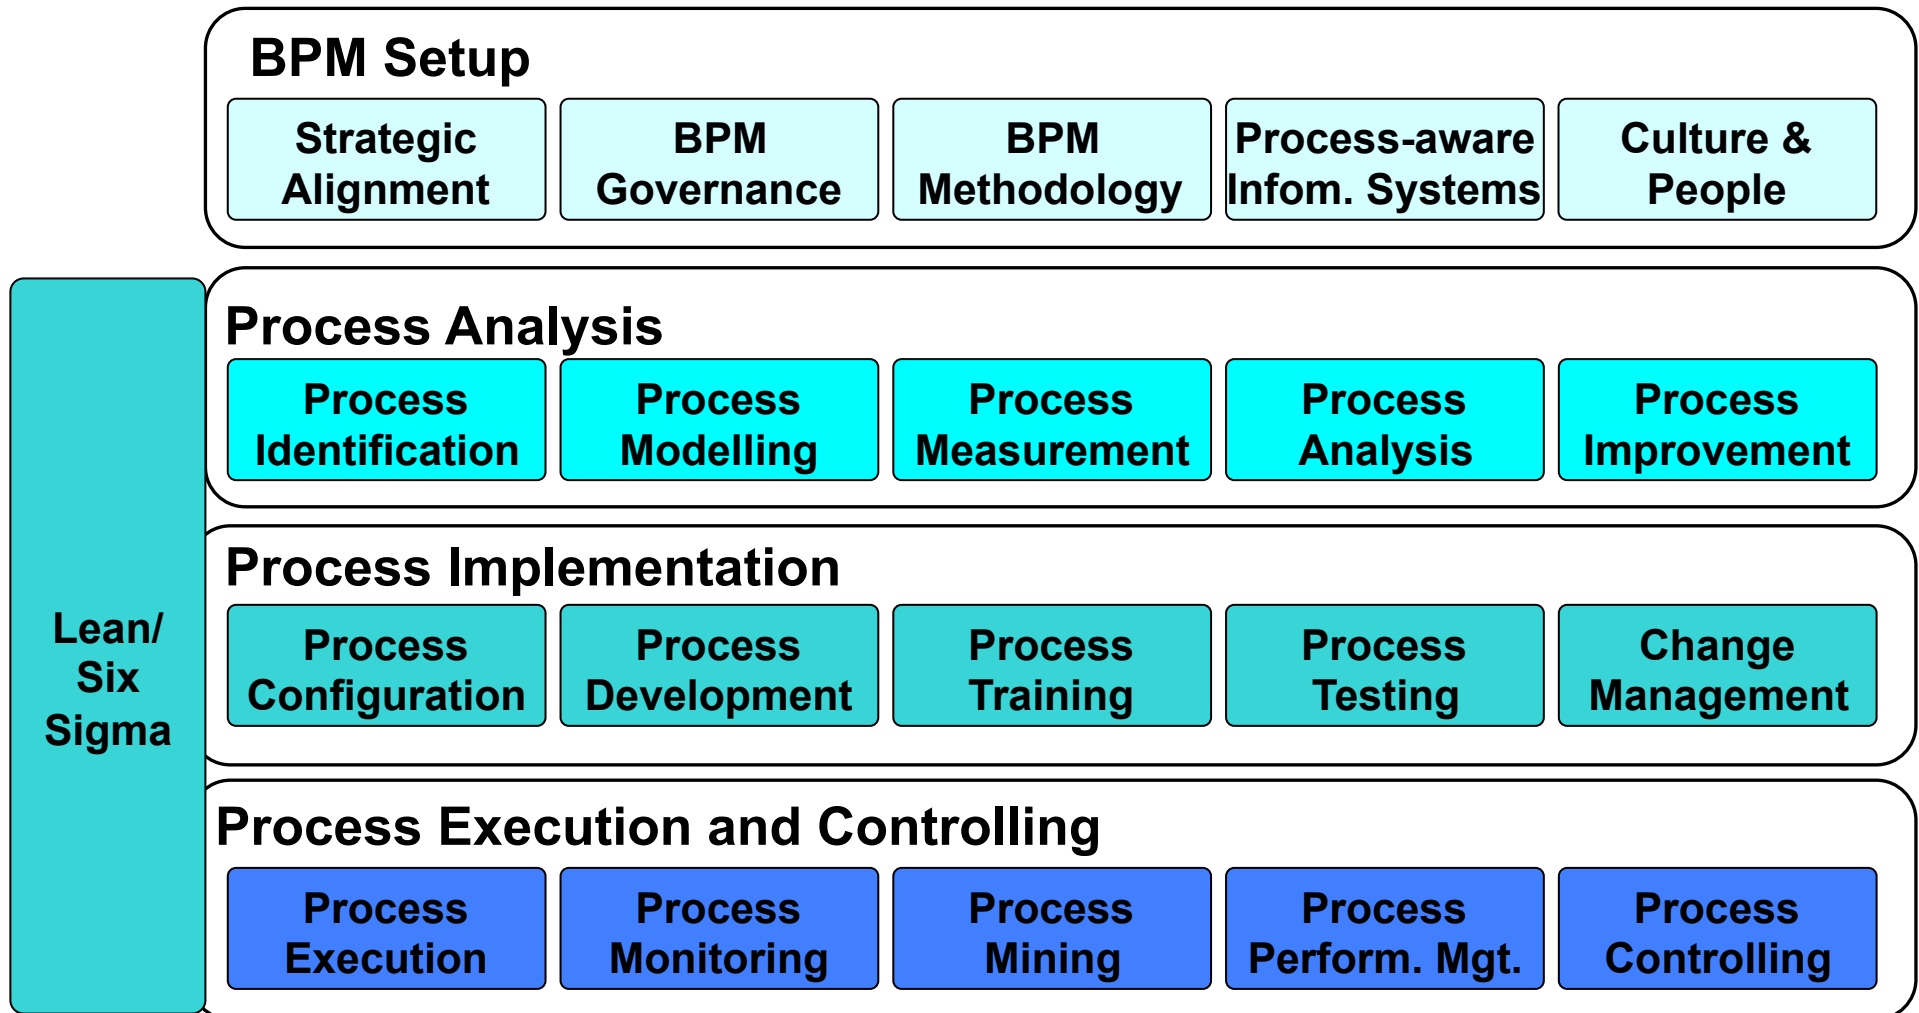 BPM Setup
Strategic
Alignment
BPM
Governance
BPM
Methodology
Process-aware
Infom. Systems
Culture &
People
Process Analysis
Process
Identification
Process
Modelling
Process
Measurement
Process
Analysis
Process
Improvement
Process Implementation
Process
Configuration
Process
Development
Process
Training
Process
Testing
Change
Management
Lean/
Six
Sigma
Process Execution and Controlling
Process
Execution
Process
Monitoring
Process
Mining
Process
Perform. Mgt.
Process
Controlling